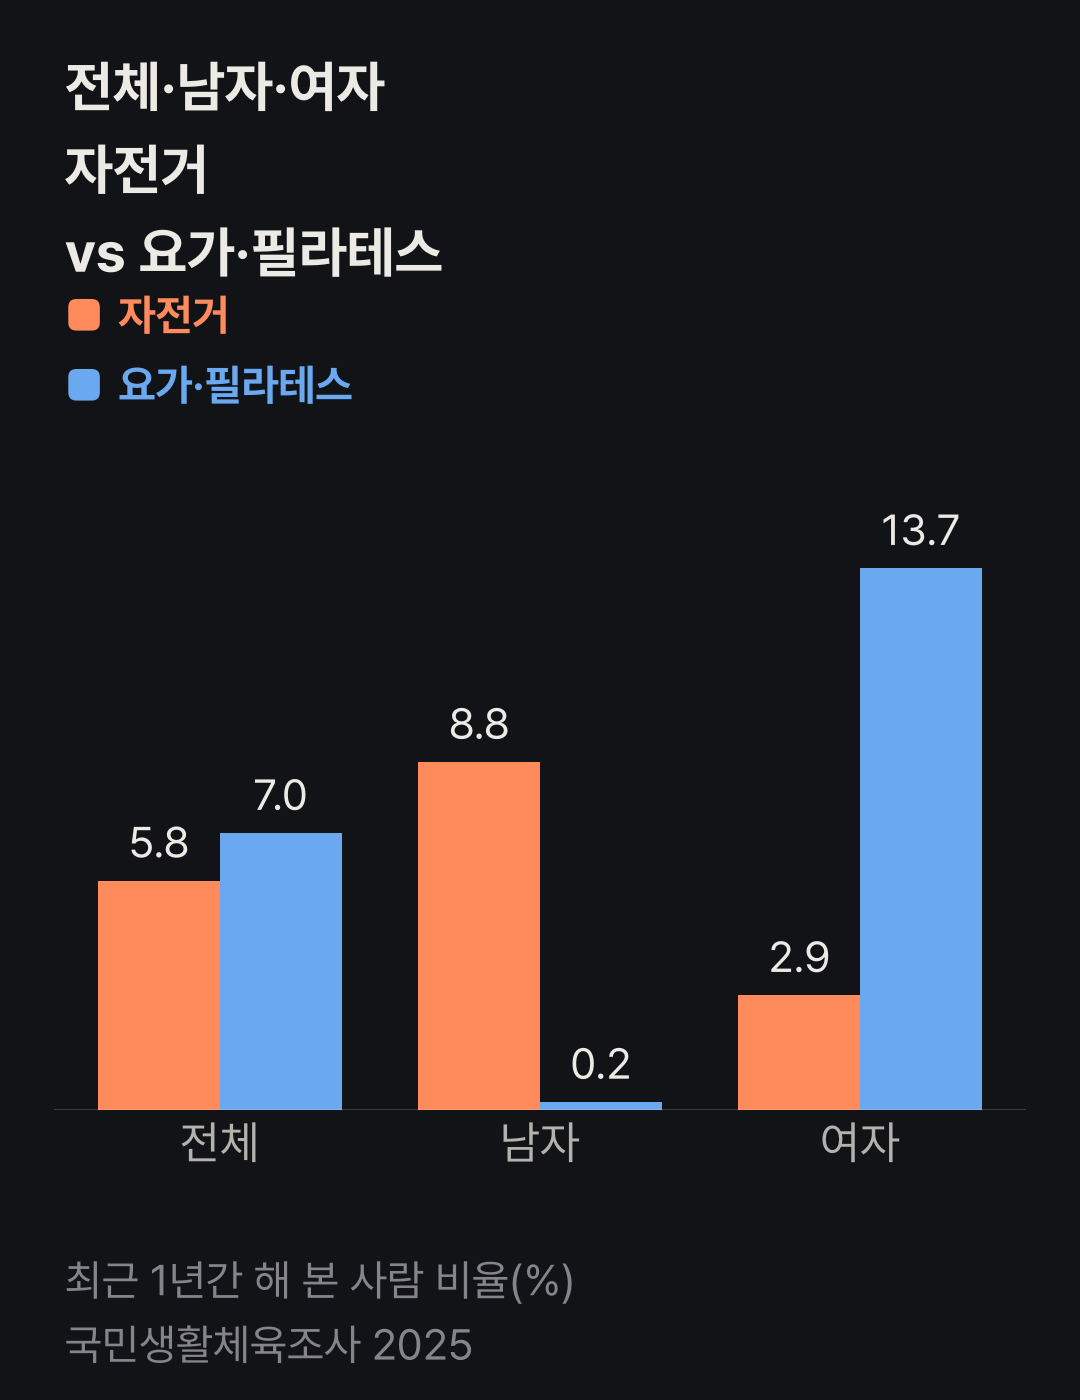 전체·남자·여자
자전거
vs 요가·필라테스
자전거
요가·필라테스
13.7
8.8
7.0
5.8
2.9
0.2
전체 남자 여자
최근 1년간 해 본 사람 비율(%)
국민생활체육조사 2025